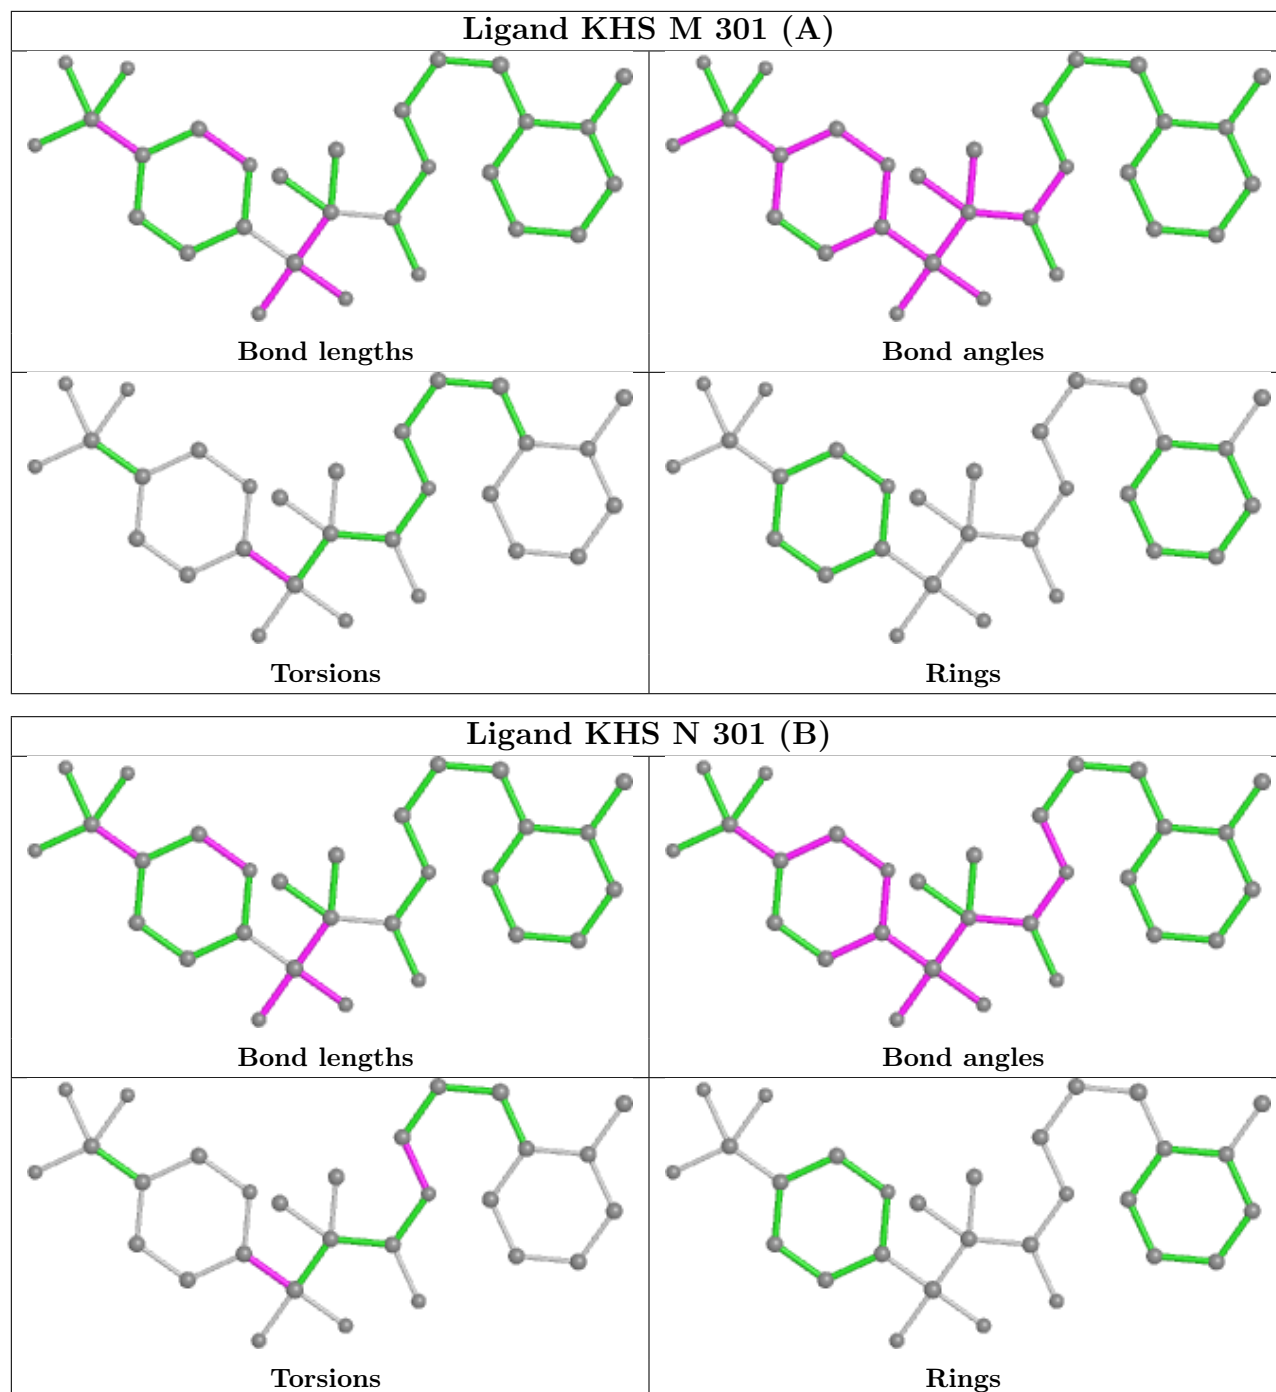 Ligand KHS M 301 (A)
Bond lengths
Bond angles
Torsions
Rings
Ligand KHS N 301 (B)
Bond lengths
Bond angles
Torsions
Rings